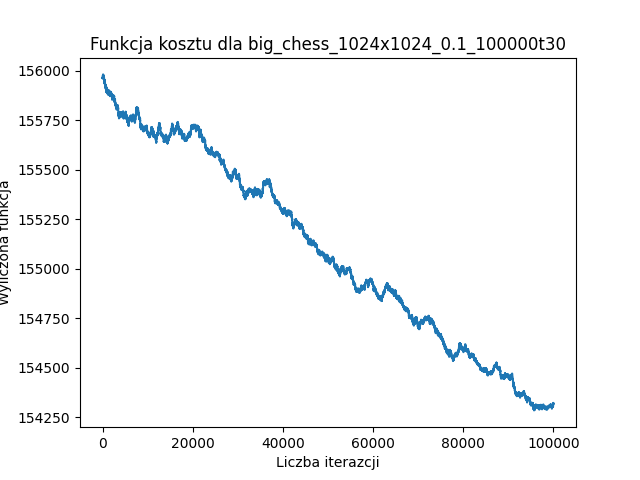 Funkcja kosztu dla big_chess_1024x1024_0.1_100000t30
Wyliczona funkcja
156000
155750
155500
155250
155000
154750
154500
154250
0 20000 40000 60000 80000 100000
Liczba iterazcji